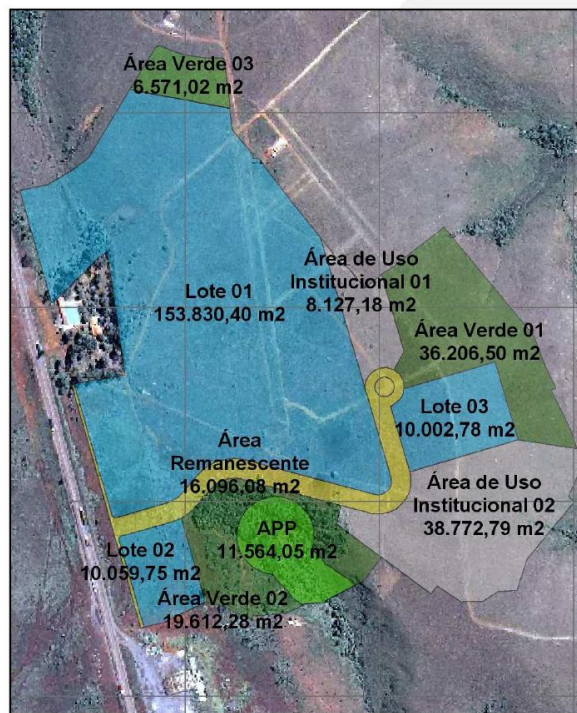 Área Verde 03
6.571,02 m2
Área de Uso
Institucional 01
8.127,18 m2
Lote 01
153.830,40 m2
Área Verde 01
36.206,50 m2
Lote 03
10.002,78 m2
Área
Remanescente
16.096,08 m2
Área de Uso
Institucional 02
38.772,79 m2
APP
11.564,05 m2
Lote 02
10.059,75 m2
Área Verde 02
19.612,28 m2